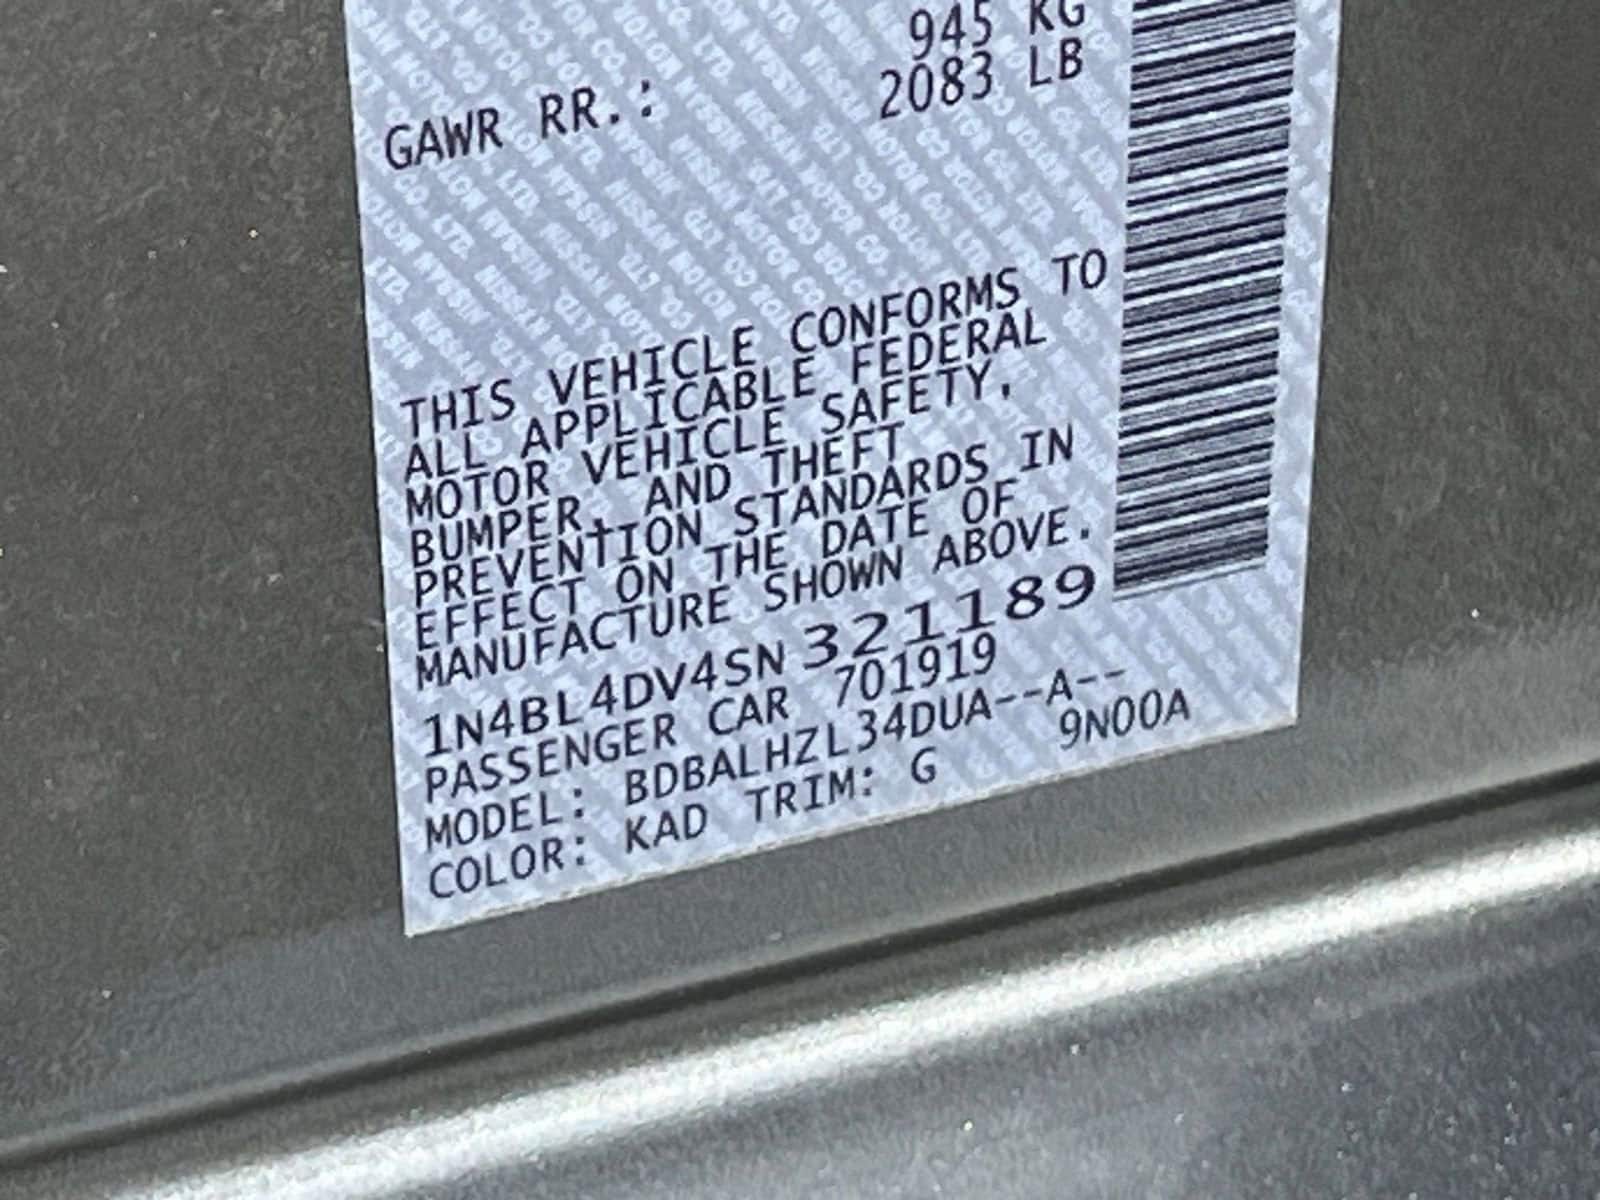 945 KG
GAWR RR.: 2083 LB
THIS VEHICLE CONFORMS TO
ALL APPLICABLE FEDERAL
MOTOR VEHICLE SAFETY,
BUMPER, AND THEFT
PREVENTION STANDARDS IN
EFFECT ON THE DATE OF
MANUFACTURE SHOWN ABOVE.
1N4BL4DV4SN321189
PASSENGER CAR 701919
MODEL: BDBALHZL34DUA--A--
COLOR: KAD TRIM: G 9N00A